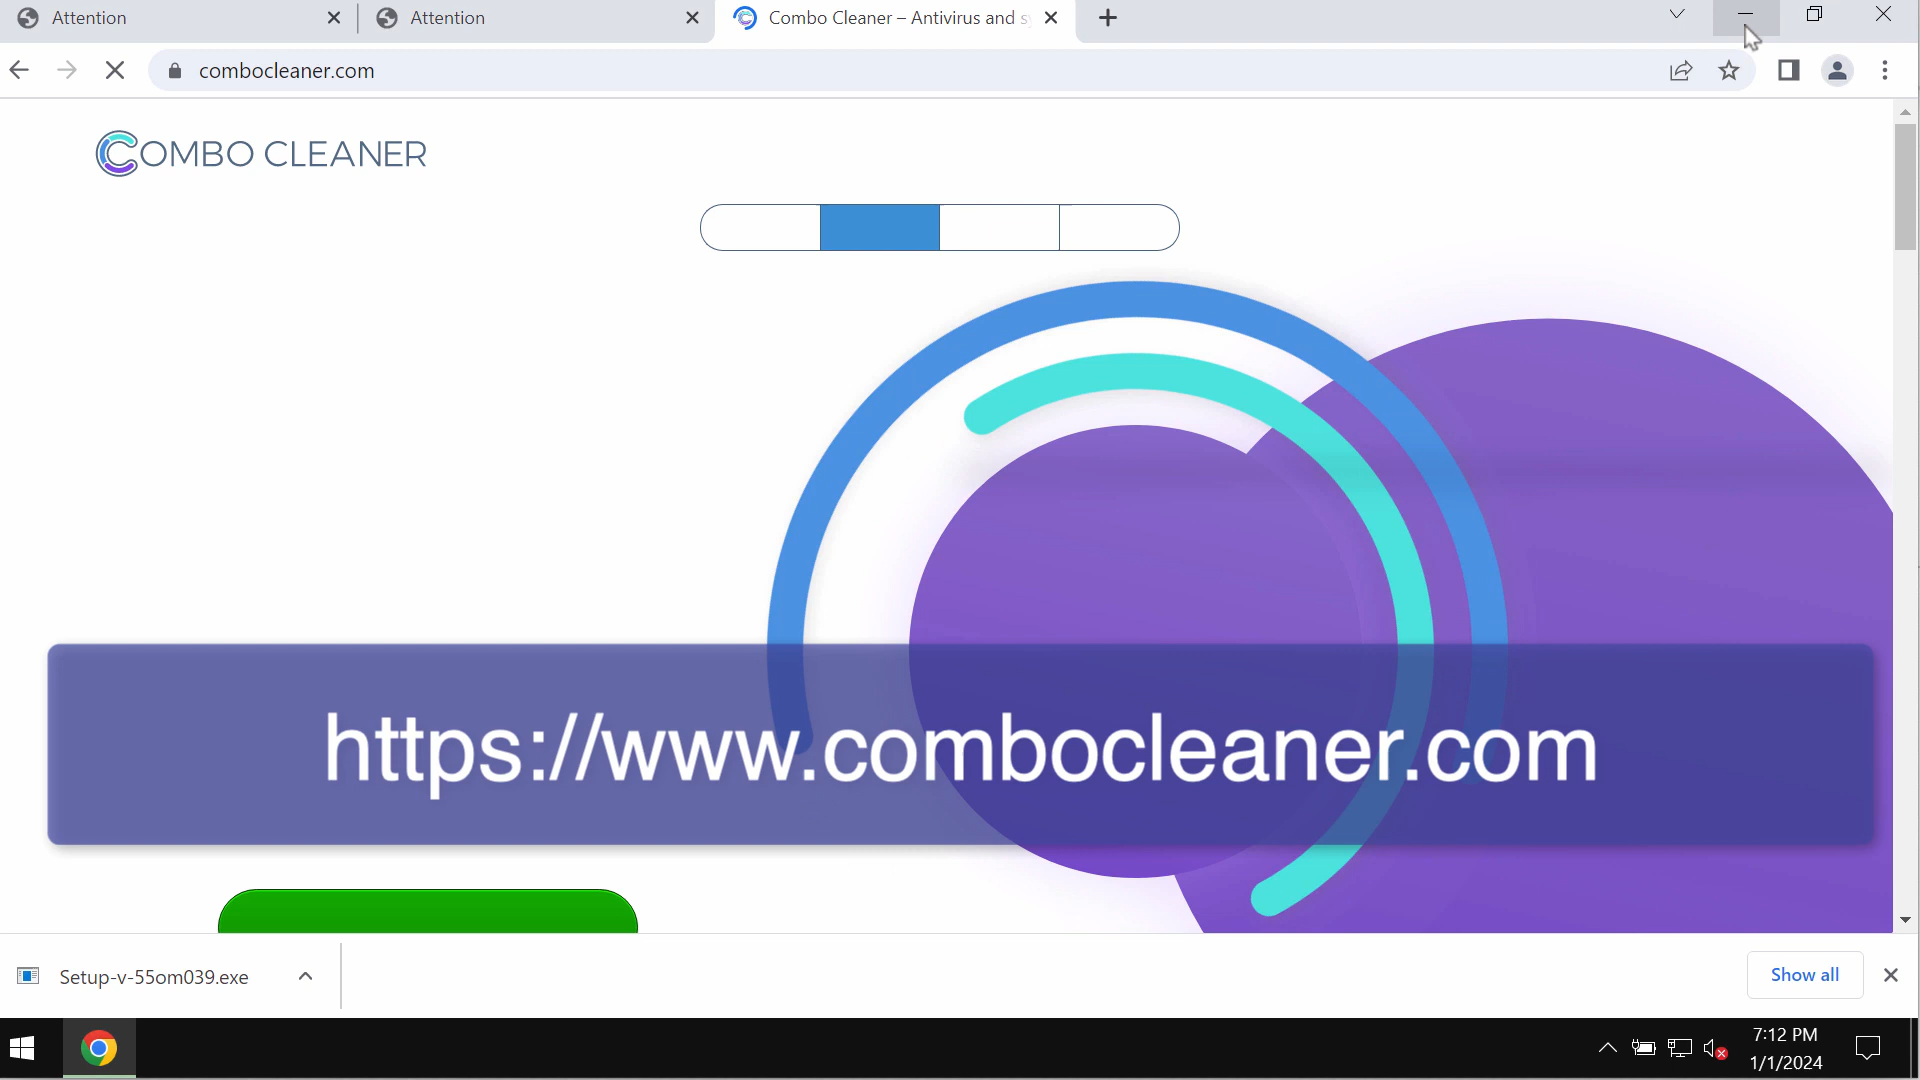 Attention
Attention
Combo Cleaner – Antivirus and sy
combocleaner.com
COMBO CLEANER
https://www.combocleaner.com
Setup-v-55om039.exe
Show all
7:12 PM
1/1/2024